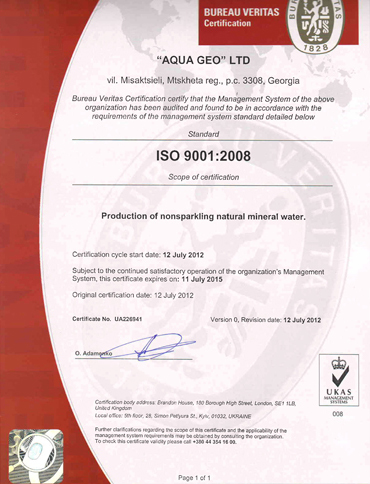 BUREAU VERITAS
Certification
BUREAU VERITAS
1828
"AQUA GEO" LTD
vil. Misaktsieli, Mtskheta reg., p.c. 3308, Georgia
Bureau Veritas Certification certify that the Management System of the above
organization has been audited and found to be in accordance with the
requirements of the management system standard detailed below
Standard
ISO 9001:2008
Scope of certification
Production of nonsparkling natural mineral water.
Certification cycle start date: 12 July 2012
Subject to the continued satisfactory operation of the organization's Management
System, this certificate expires on: 11 July 2015
Original certification date: 12 July 2012
Certificate No. UA226941
Version 0, Revision date: 12 July 2012
O. Adamenko
UKAS
MANAGEMENT
SYSTEMS
008
Certification body address: Brandon House, 180 Borough High Street, London, SE1 1LB,
United Kingdom
Local office: 5th floor, 28, Simon Petlyura St., Kyiv, 01032, UKRAINE
Further clarifications regarding the scope of this certificate and the applicability of the
management system requirements may be obtained by consulting the organization.
To check this certificate validity please call +380 44 354 16 00.
Page 1 of 1